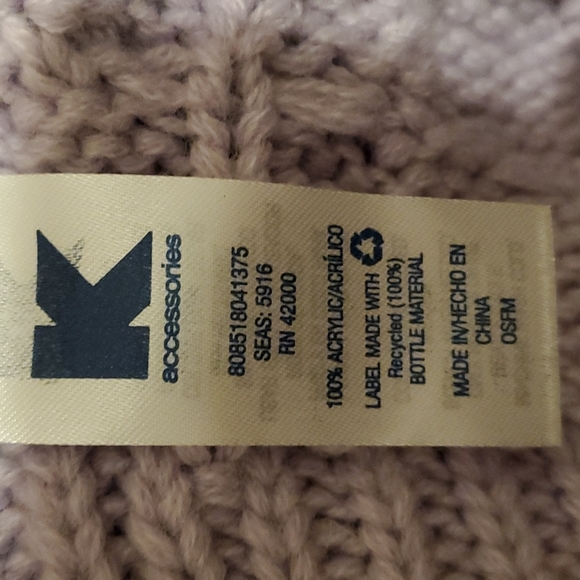 K
accessories
808518041375
SEAS: 5916
RN 42000
100% ACRYLIC/ACRÍLICO
LABEL MADE WITH
Recycled (100%)
BOTTLE MATERIAL
MADE IN/HECHO EN
CHINA
OSFM